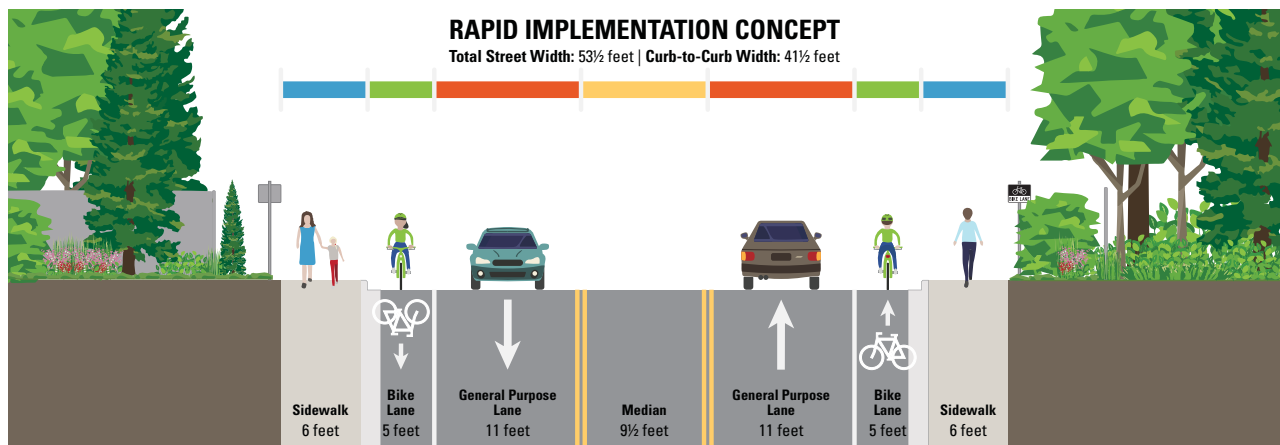 RAPID IMPLEMENTATION CONCEPT
Total Street Width: 53½ feet | Curb-to-Curb Width: 41½ feet
BIKE LANE
Sidewalk
6 feet
Bike
Lane
5 feet
General Purpose
Lane
11 feet
Median
9½ feet
General Purpose
Lane
11 feet
Bike
Lane
5 feet
Sidewalk
6 feet